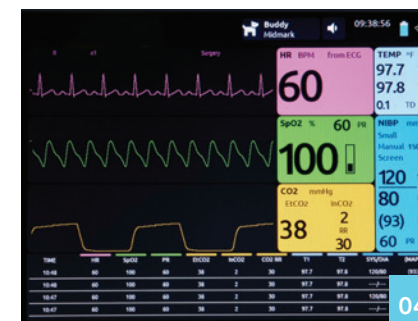 Buddy
Midmark
09:38:56
II x1 Surgery
HR BPM from ECG
60
TEMP °F
97.7
97.8
0.1 TD
SpO2 % 60 PR
100
NIBP mm
Small
Manual
Screen
120
80
(93)
60 PR
CO2 mmHg
EtCO2 InCO2
38
2
RR
30
TIME HR SpO2 PR EtCO2 InCO2 CO2 RR T1 T2 SYS/DIA (MAP
10:48 60 100 60 38 2 30 97.7 97.8 120/80 (93)
10:48 60 100 60 38 2 30 97.7 97.8 ---/---
10:47 60 100 60 38 2 30 97.7 97.8 120/80
10:47 60 100 60 38 2 30 97.7 97.8 ---/---
04